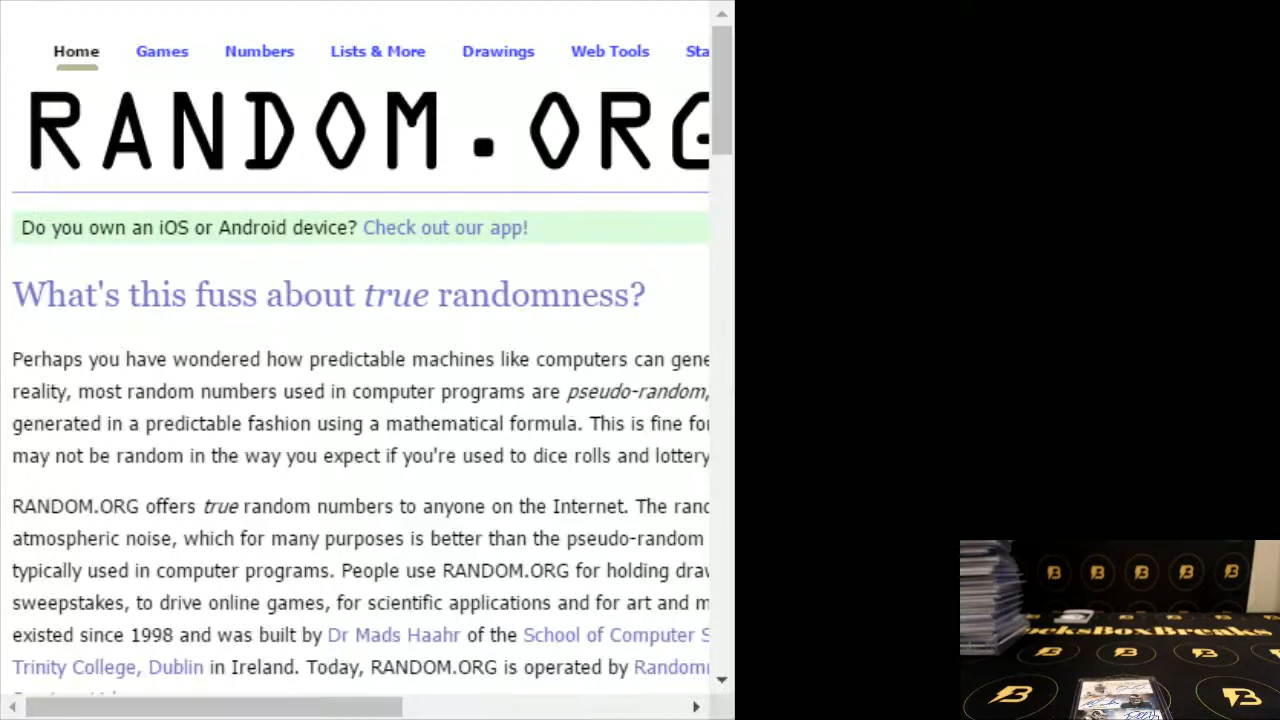 Home Games Numbers Lists & More Drawings Web Tools Sta
RANDOM.ORG
Do you own an iOS or Android device? Check out our app!
What's this fuss about true randomness?
Perhaps you have wondered how predictable machines like computers can gene
reality, most random numbers used in computer programs are pseudo-random,
generated in a predictable fashion using a mathematical formula. This is fine for
may not be random in the way you expect if you're used to dice rolls and lottery
RANDOM.ORG offers true random numbers to anyone on the Internet. The rand
atmospheric noise, which for many purposes is better than the pseudo-random
typically used in computer programs. People use RANDOM.ORG for holding draw
sweepstakes, to drive online games, for scientific applications and for art and m
existed since 1998 and was built by Dr Mads Haahr of the School of Computer S
Trinity College, Dublin in Ireland. Today, RANDOM.ORG is operated by Random
ocksBoxBreaks